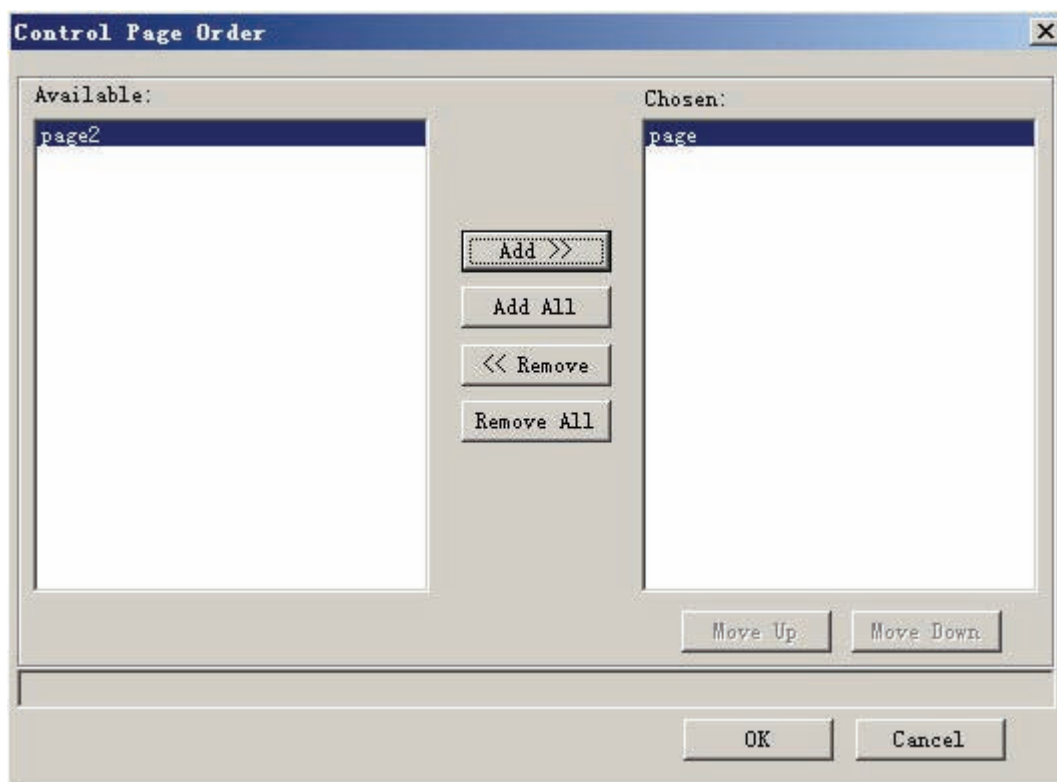 Control Page Order
Available:
Chosen:
page2
page
Add >>
Add All
<< Remove
Remove All
Move Up
Move Down
OK
Cancel